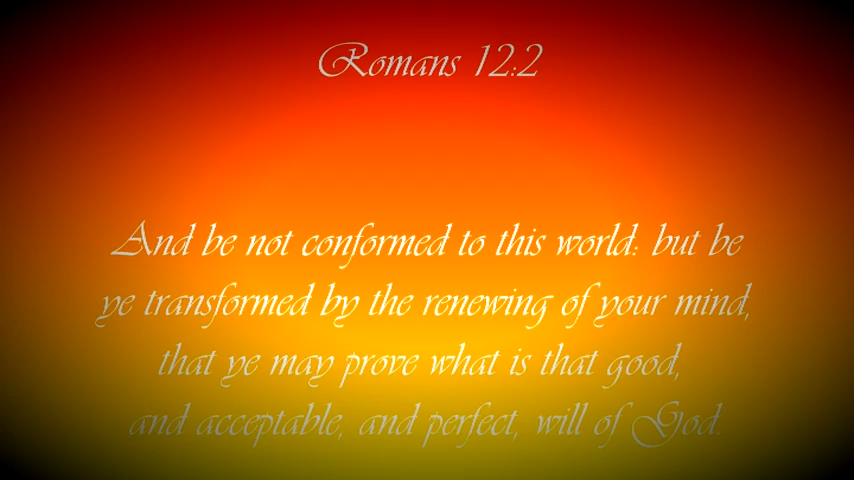 Romans 12:2
And be not conformed to this world: but be
ye transformed by the renewing of your mind,
that ye may prove what is that good,
and acceptable, and perfect, will of God.